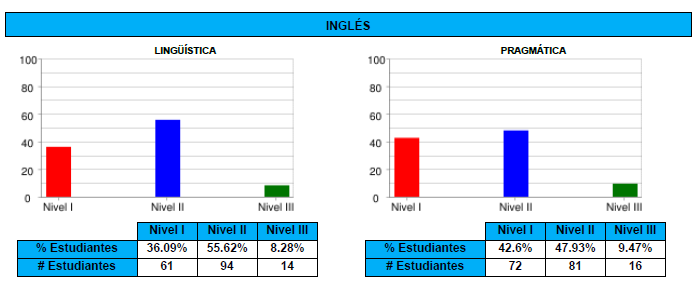 INGLÉS
LINGÜÍSTICA
100
80
60
40
20
0
Nivel I Nivel II Nivel III
Nivel I Nivel II Nivel III
% Estudiantes 36.09% 55.62% 8.28%
# Estudiantes 61 94 14
PRAGMÁTICA
100
80
60
40
20
0
Nivel I Nivel II Nivel III
Nivel I Nivel II Nivel III
% Estudiantes 42.6% 47.93% 9.47%
# Estudiantes 72 81 16